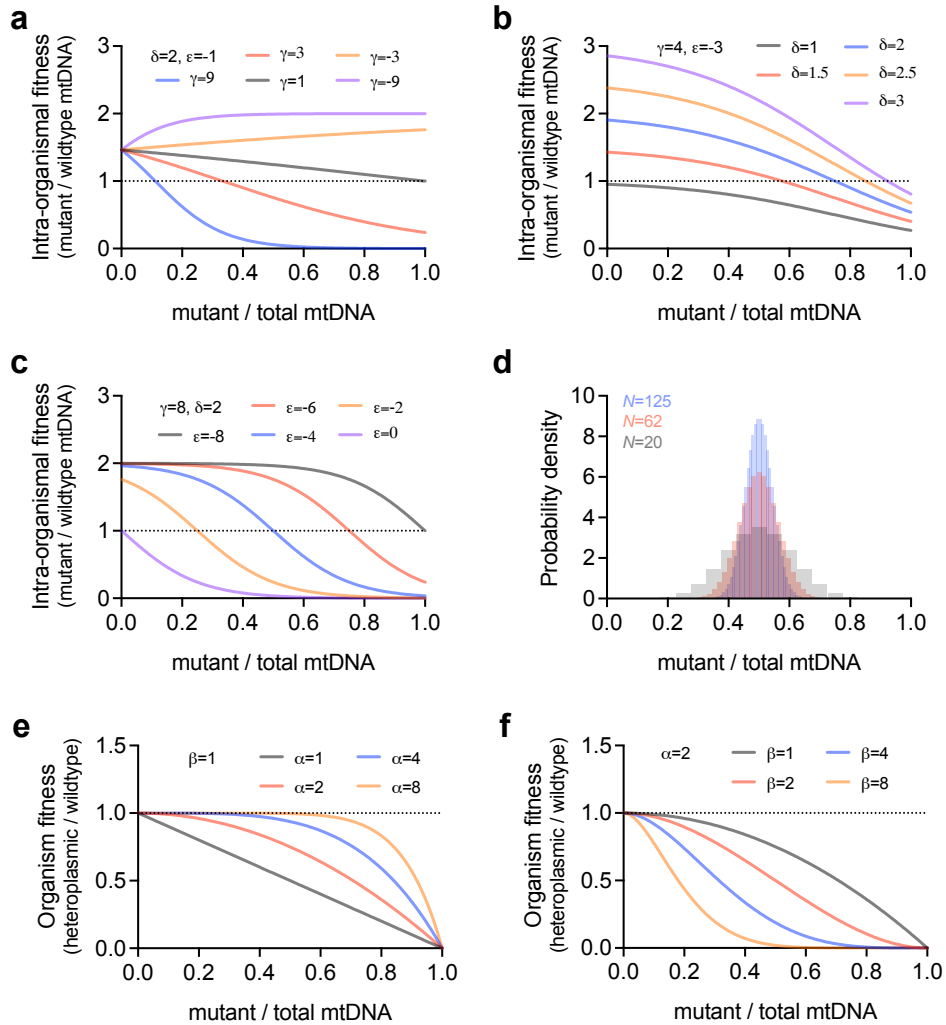 a
δ=2, ε=-1
γ=3
γ=-3
γ=9
γ=1
γ=-9
3
2
1
0
0.0 0.2 0.4 0.6 0.8 1.0
Intra-organismal fitness
(mutant / wildtype mtDNA)
mutant / total mtDNA
b
γ=4, ε=-3
δ=1
δ=2
δ=1.5
δ=2.5
δ=3
3
2
1
0
0.0 0.2 0.4 0.6 0.8 1.0
Intra-organismal fitness
(mutant / wildtype mtDNA)
mutant / total mtDNA
c
γ=8, δ=2
ε=-6
ε=-2
ε=-8
ε=-4
ε=0
3
2
1
0
0.0 0.2 0.4 0.6 0.8 1.0
Intra-organismal fitness
(mutant / wildtype mtDNA)
mutant / total mtDNA
d
N=125
N=62
N=20
10
8
6
4
2
0
0.0 0.2 0.4 0.6 0.8 1.0
Probability density
mutant / total mtDNA
e
β=1
α=1
α=4
α=2
α=8
1.5
1.0
0.5
0.0
0.0 0.2 0.4 0.6 0.8 1.0
Organism fitness
(heteroplasmic / wildtype)
mutant / total mtDNA
f
α=2
β=1
β=4
β=2
β=8
1.5
1.0
0.5
0.0
0.0 0.2 0.4 0.6 0.8 1.0
Organism fitness
(heteroplasmic / wildtype)
mutant / total mtDNA